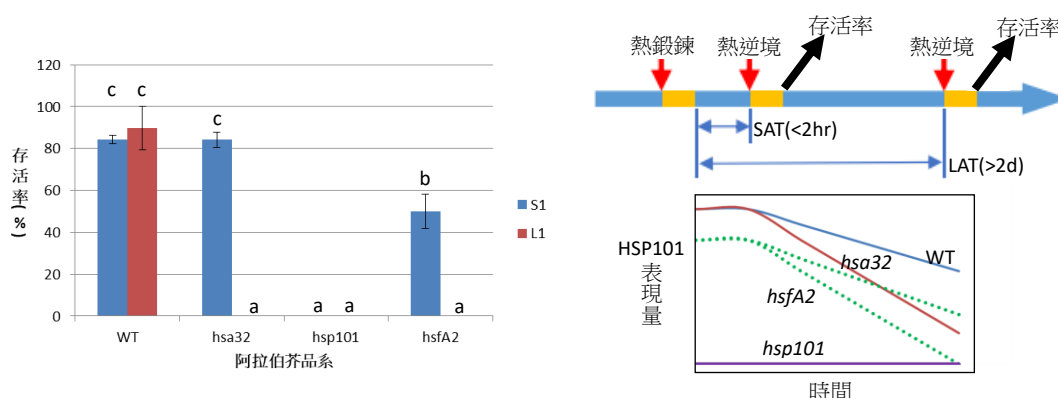 120
100
80
60
40
20
0
存活率(%
c c
c
a
a a
b
a
WT hsa32 hsp101 hsfA2
阿拉伯芥品系
S1
L1
熱鍛鍊 熱逆境 存活率 熱逆境 存活率
SAT(<2hr)
LAT(>2d)
HSP101
表現量
WT
hsa32
hsfA2
hsp101
時間